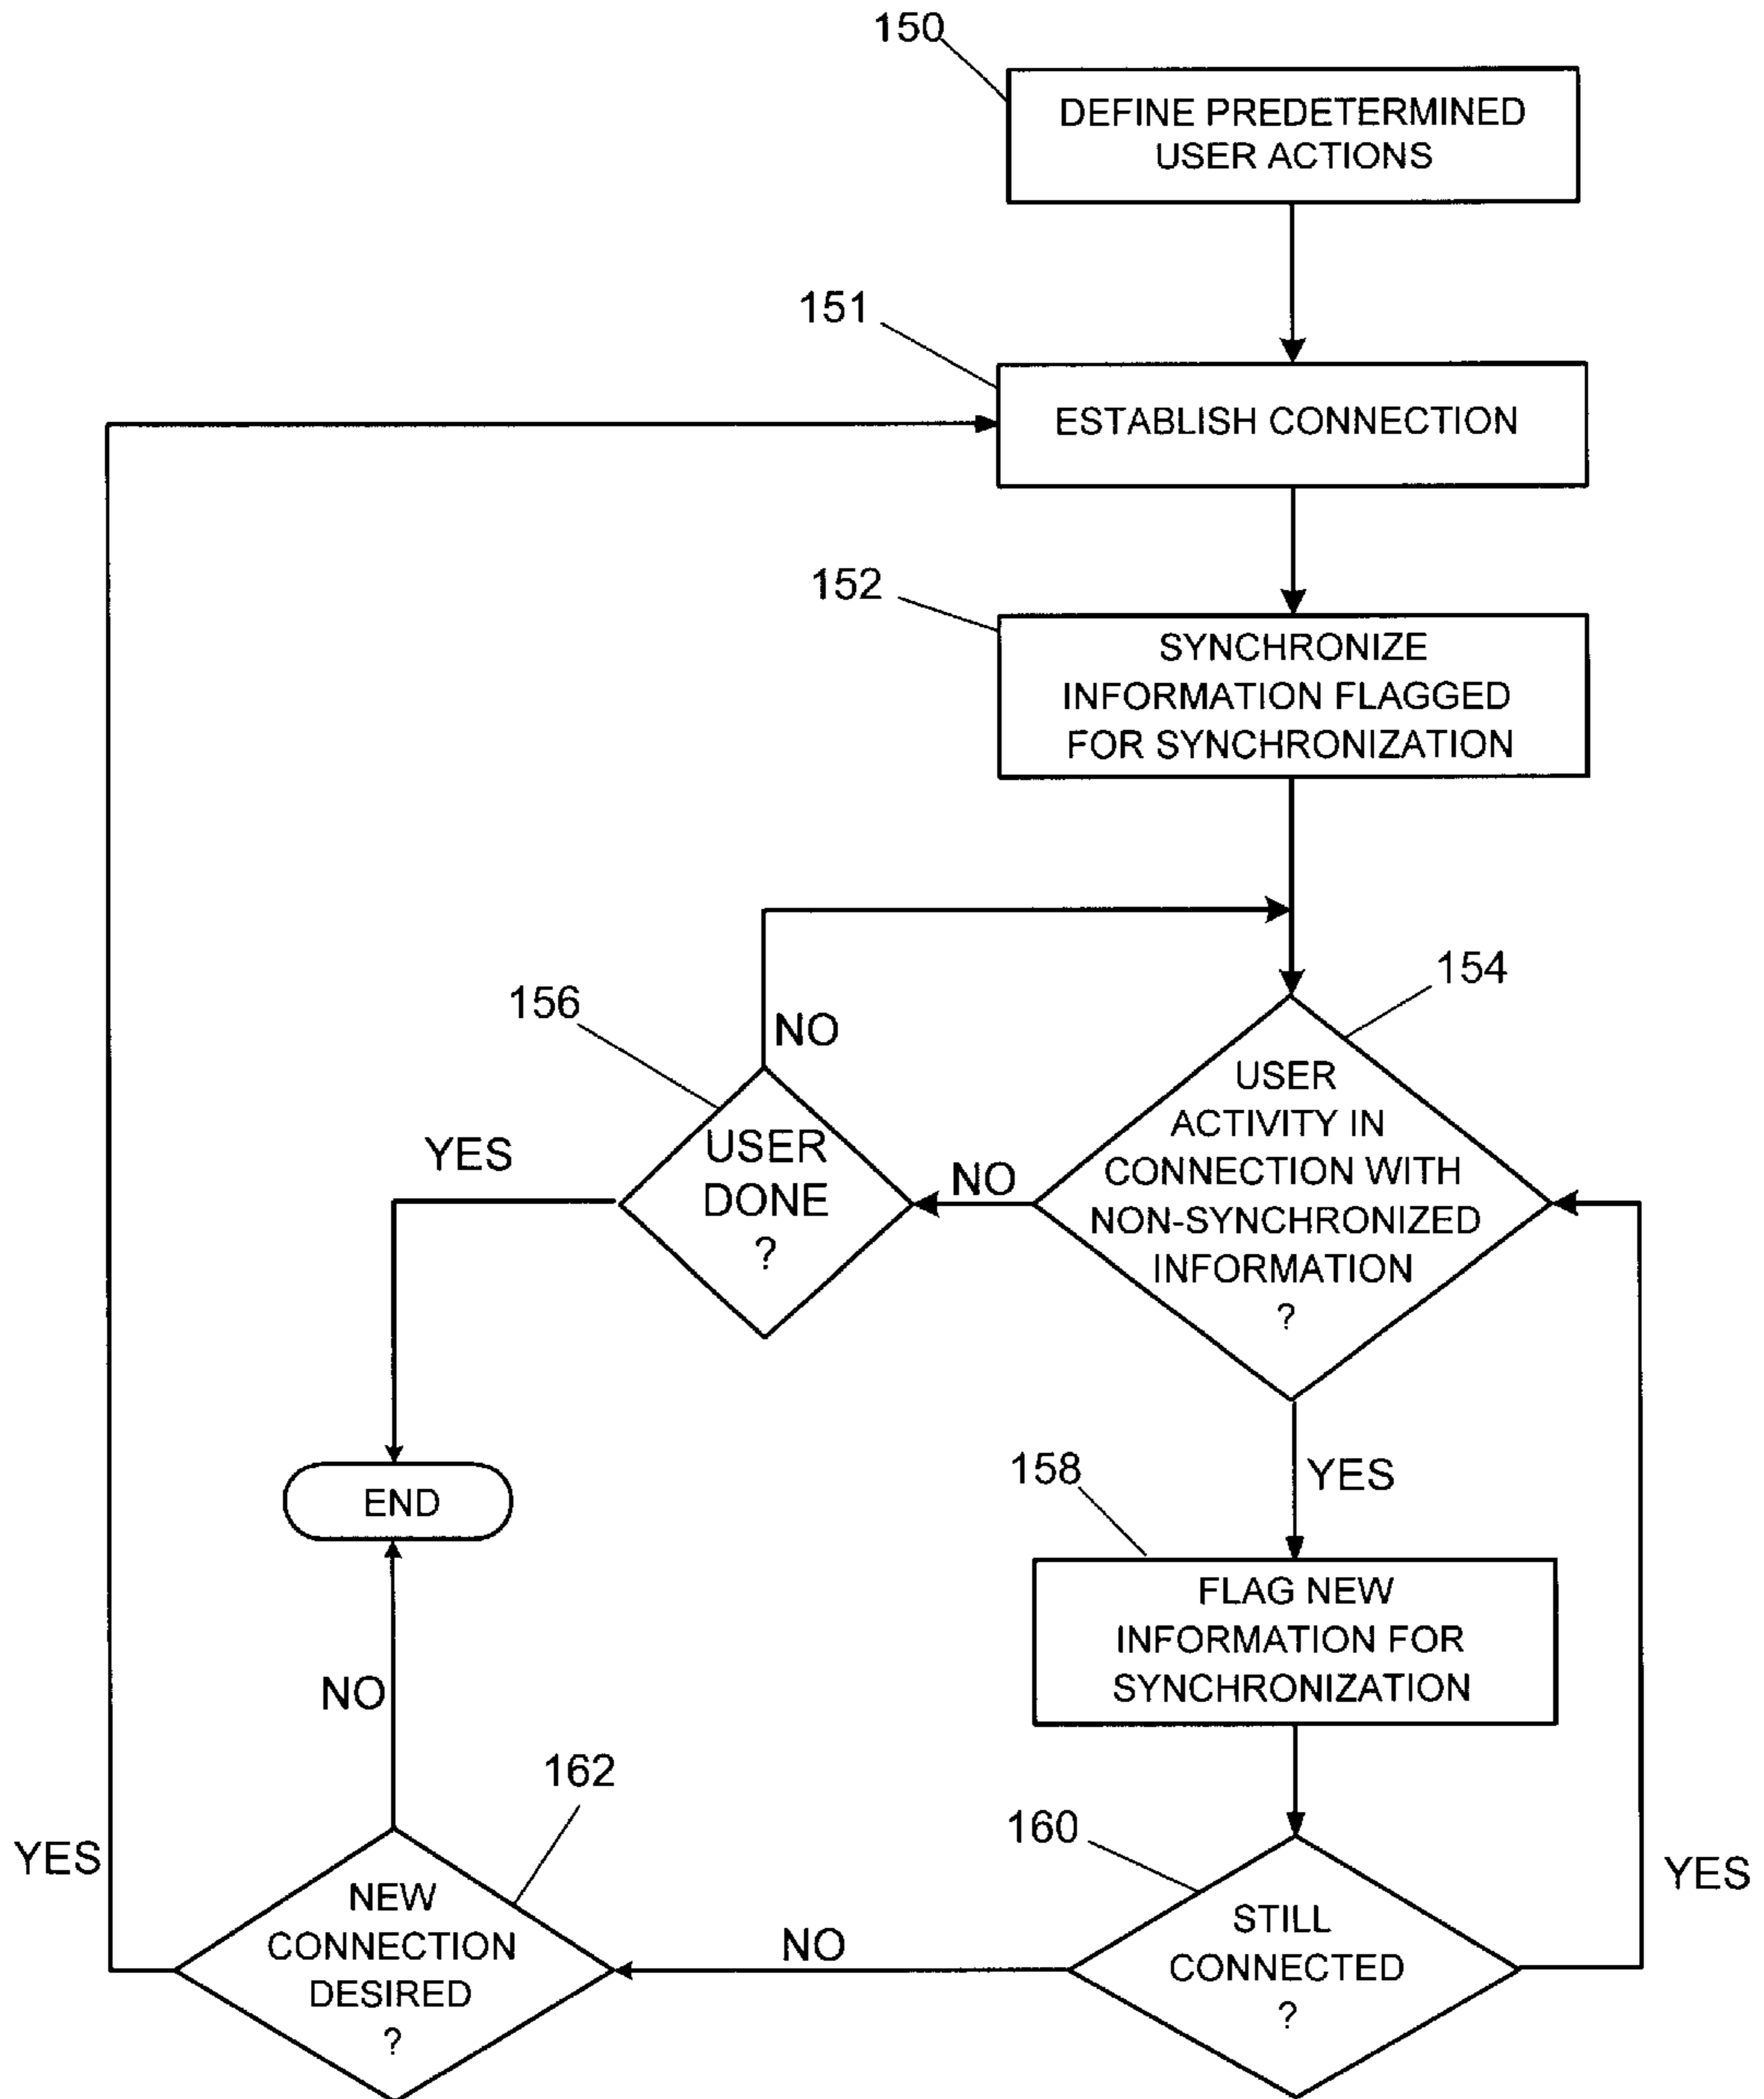 150
DEFINE PREDETERMINED
USER ACTIONS
151
ESTABLISH CONNECTION
152
SYNCHRONIZE
INFORMATION FLAGGED
FOR SYNCHRONIZATION
154
156
NO
USER
ACTIVITY IN
CONNECTION WITH
NON-SYNCHRONIZED
INFORMATION
?
YES
USER
DONE
?
NO
END
158
YES
FLAG NEW
INFORMATION FOR
SYNCHRONIZATION
NO
162
160
YES
NEW
CONNECTION
DESIRED
?
NO
STILL
CONNECTED
?
YES